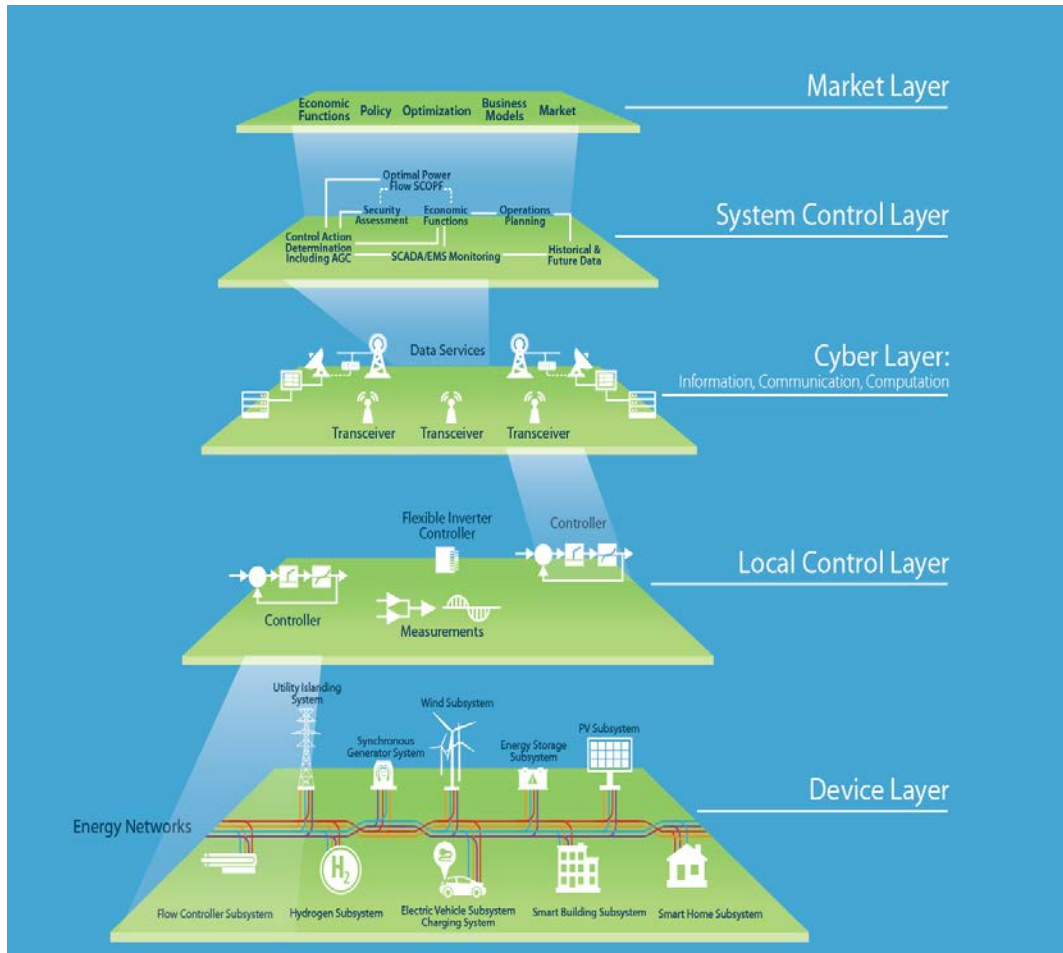 Market Layer
Economic
Functions
Policy
Optimization
Business
Models
Market
Optimal Power
Flow SCOPF
System Control Layer
Security
Assessment
Economic
Functions
Operations
Planning
Control Action
Determination
Including AGC
SCADA/EMS Monitoring
Historical &
Future Data
Data Services
Cyber Layer:
Information, Communication, Computation
Transceiver
Transceiver
Transceiver
Flexible Inverter
Controller
Controller
Local Control Layer
Controller
Measurements
Utility Islanding
System
Synchronous
Generator System
Wind Subsystem
Energy Storage
Subsystem
PV Subsystem
Device Layer
Energy Networks
H2
Flow Controller Subsystem
Hydrogen Subsystem
Electric Vehicle Subsystem
Charging System
Smart Building Subsystem
Smart Home Subsystem